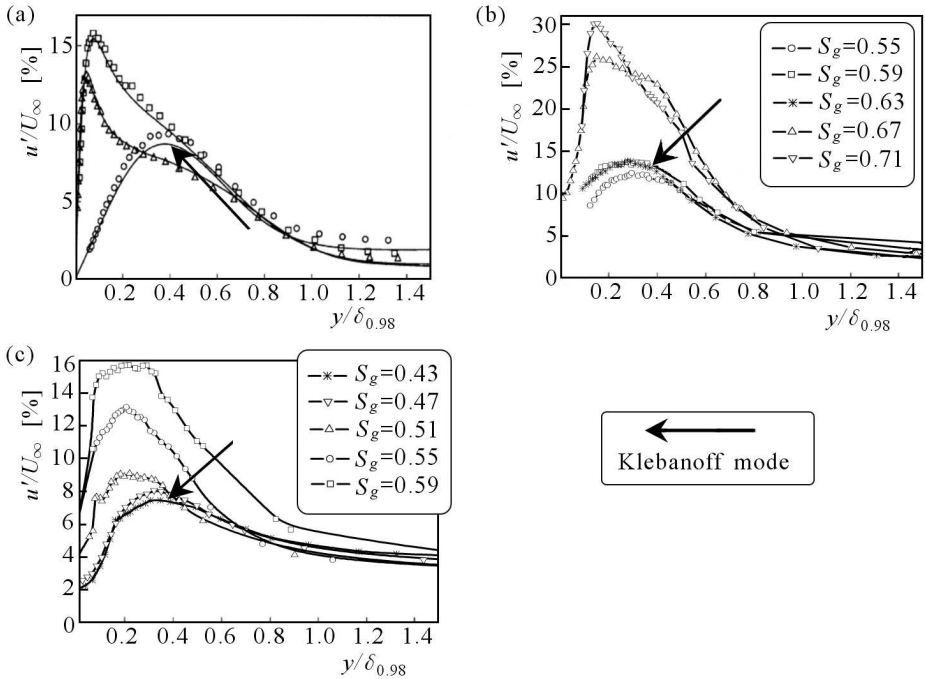 (a)
u'/U∞ [%]
15
10
5
0
0.2 0.4 0.6 0.8 1.0 1.2 1.4
y/δ0.98
(b)
u'/U∞ [%]
30
25
20
15
10
5
0
0.2 0.4 0.6 0.8 1.0 1.2 1.4
y/δ0.98
Sg=0.55
Sg=0.59
Sg=0.63
Sg=0.67
Sg=0.71
(c)
u'/U∞ [%]
16
14
12
10
8
6
4
2
0
0.2 0.4 0.6 0.8 1.0 1.2 1.4
y/δ0.98
Sg=0.43
Sg=0.47
Sg=0.51
Sg=0.55
Sg=0.59
Klebanoff mode